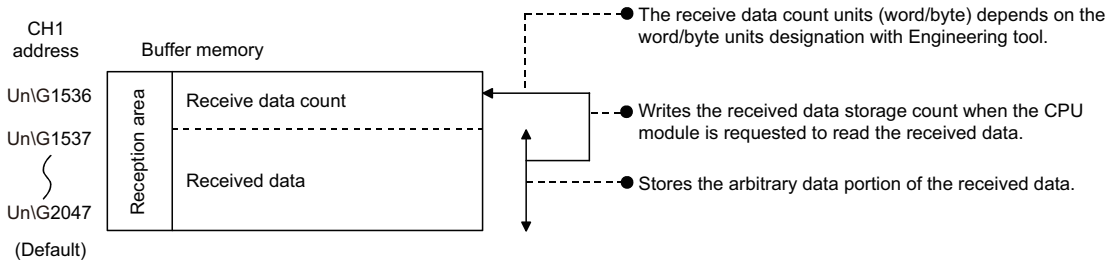 The receive data count units (word/byte) depends on the
word/byte units designation with Engineering tool.
CH1
address
Buffer memory
Un\G1536
Reception area
Receive data count
Writes the received data storage count when the CPU
module is requested to read the received data.
Un\G1537
Received data
Stores the arbitrary data portion of the received data.
Un\G2047
(Default)